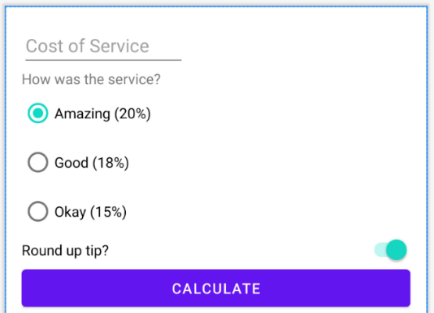 Cost of Service
How was the service?
Amazing (20%)
Good (18%)
Okay (15%)
Round up tip?
CALCULATE